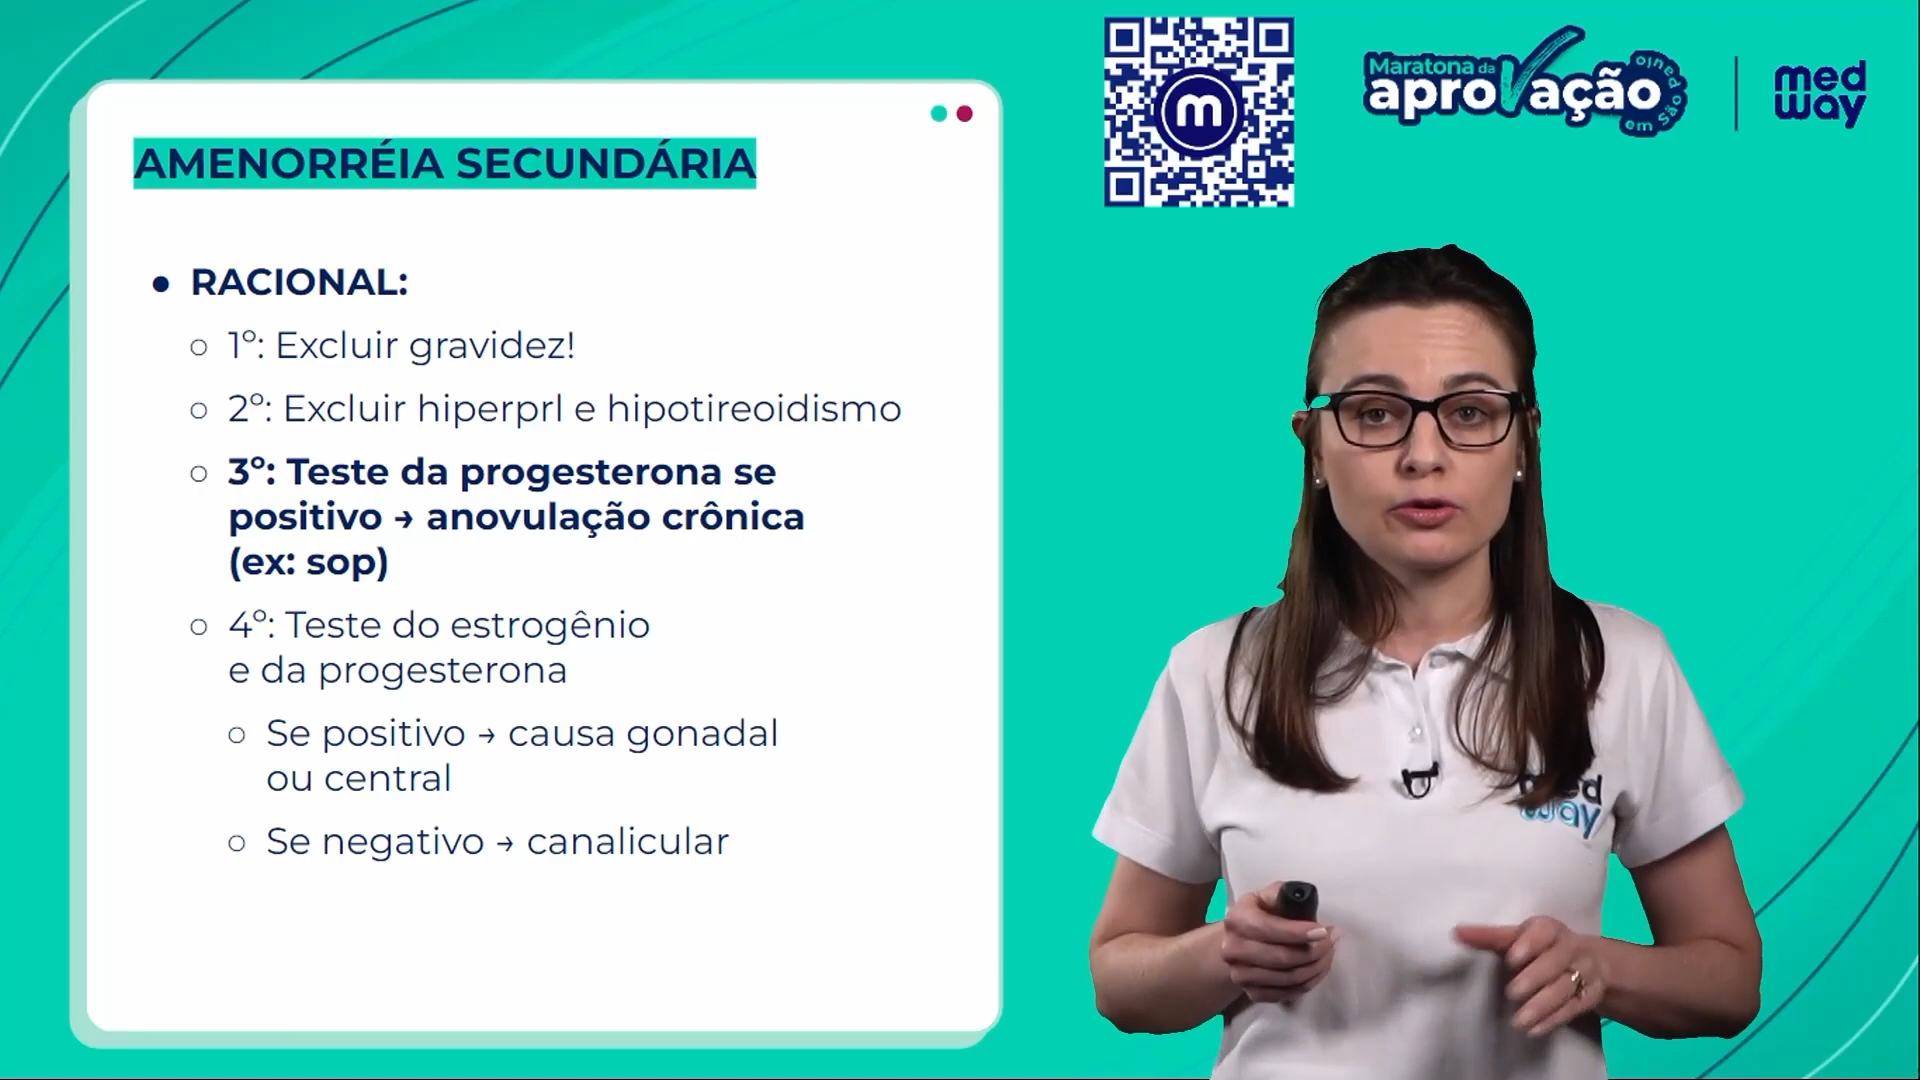 AMENORRÉIA SECUNDÁRIA
● RACIONAL:
○ 1º: Excluir gravidez!
○ 2º: Excluir hiperprl e hipotireoidismo
○ 3º: Teste da progesterona se
positivo → anovulação crônica
(ex: sop)
○ 4º: Teste do estrogênio
e da progesterona
○ Se positivo → causa gonadal
ou central
○ Se negativo → canalicular
m
Maratona da
aproVação
em São Paulo
med
way
med
way